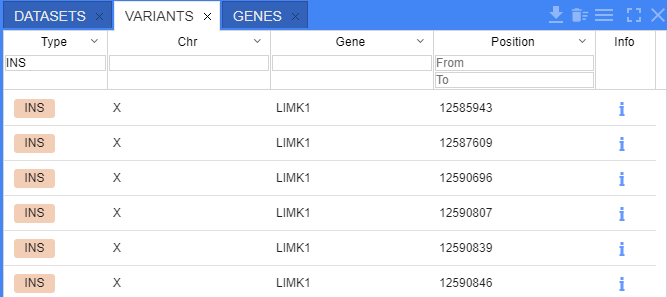 DATASETS × VARIANTS × GENES ×
Type Chr Gene Position Info
INS From
To
INS X LIMK1 12585943
INS X LIMK1 12587609
INS X LIMK1 12590696
INS X LIMK1 12590807
INS X LIMK1 12590839
INS X LIMK1 12590846